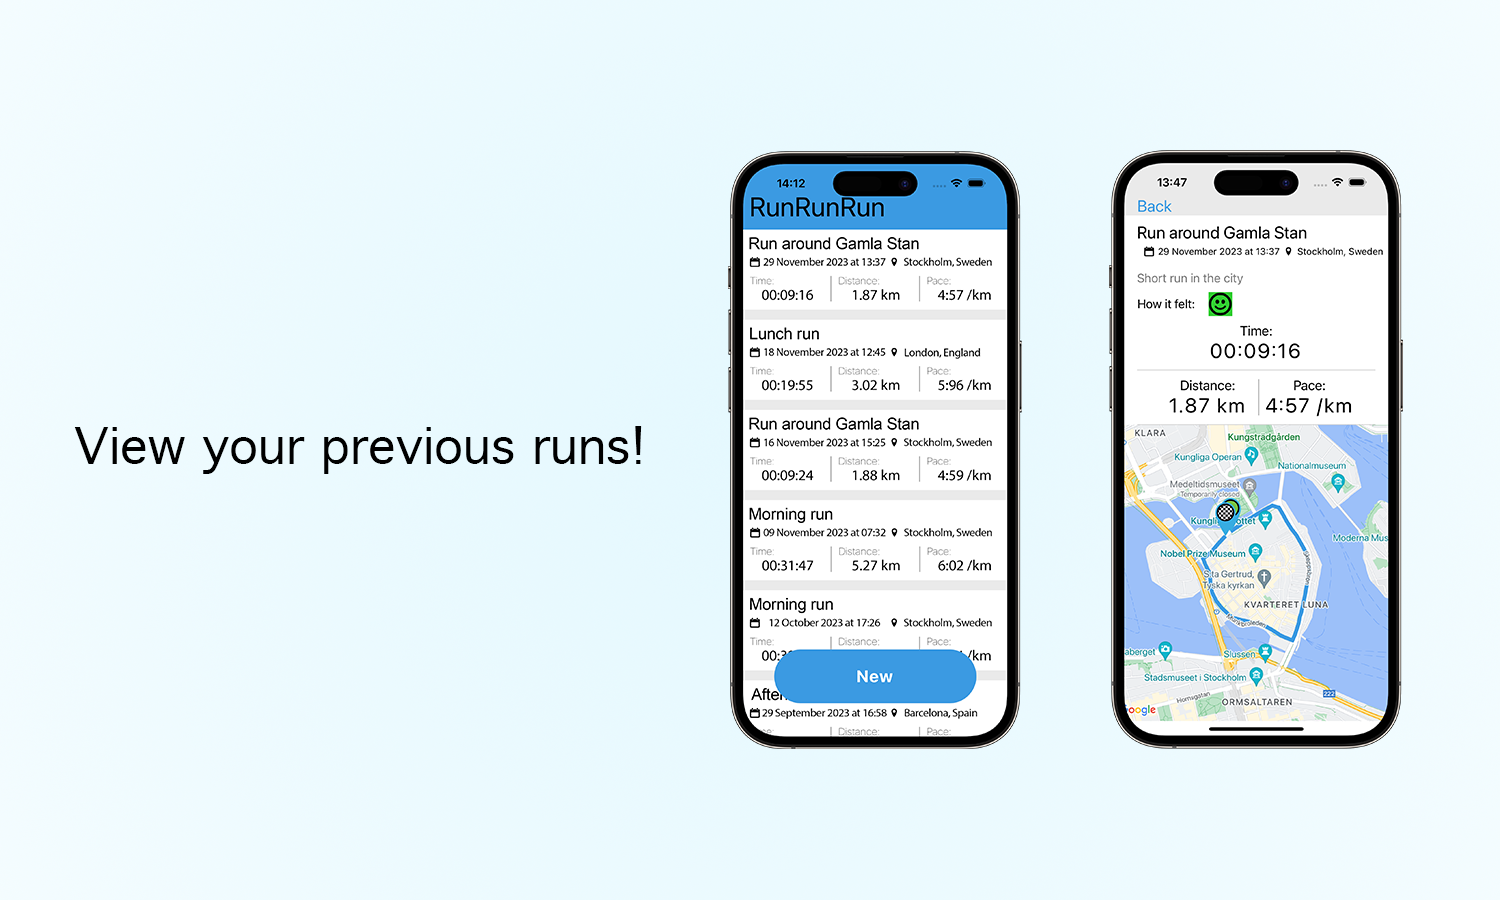 View your previous runs!
14:12
RunRunRun
Run around Gamla Stan
29 November 2023 at 13:37 Stockholm, Sweden
Time: Distance: Pace:
00:09:16 1.87 km 4:57 /km
Lunch run
18 November 2023 at 12:45 London, England
Time: Distance: Pace:
00:19:55 3.02 km 5:96 /km
Run around Gamla Stan
16 November 2023 at 15:25 Stockholm, Sweden
Time: Distance: Pace:
00:09:24 1.88 km 4:59 /km
Morning run
09 November 2023 at 07:32 Stockholm, Sweden
Time: Distance: Pace:
00:31:47 5.27 km 6:02 /km
Morning run
12 October 2023 at 17:26 Stockholm, Sweden
Time: Distance: Pace:
00:3 /km
New
After
29 September 2023 at 16:58 Barcelona, Spain
Distance: Pace:
13:47
Back
Run around Gamla Stan
29 November 2023 at 13:37 Stockholm, Sweden
Short run in the city
How it felt:
Time:
00:09:16
Distance: Pace:
1.87 km 4:57 /km
KLARA
Kungsträdgården
Kungliga Operan
Nationalmuseum
Medeltidsmuseet
Temporarily closed
Kungli ottet
Moderna Mus
Nobel Prize Museum
Sta Gertrud,
Tyska kyrkan
Skeppsbron
KVARTERET LUNA
Munkbroleden
aberget
Slussen
Stadsmuseet i Stockholm
Hornsgatan
222
ORMSALTAREN
oogle